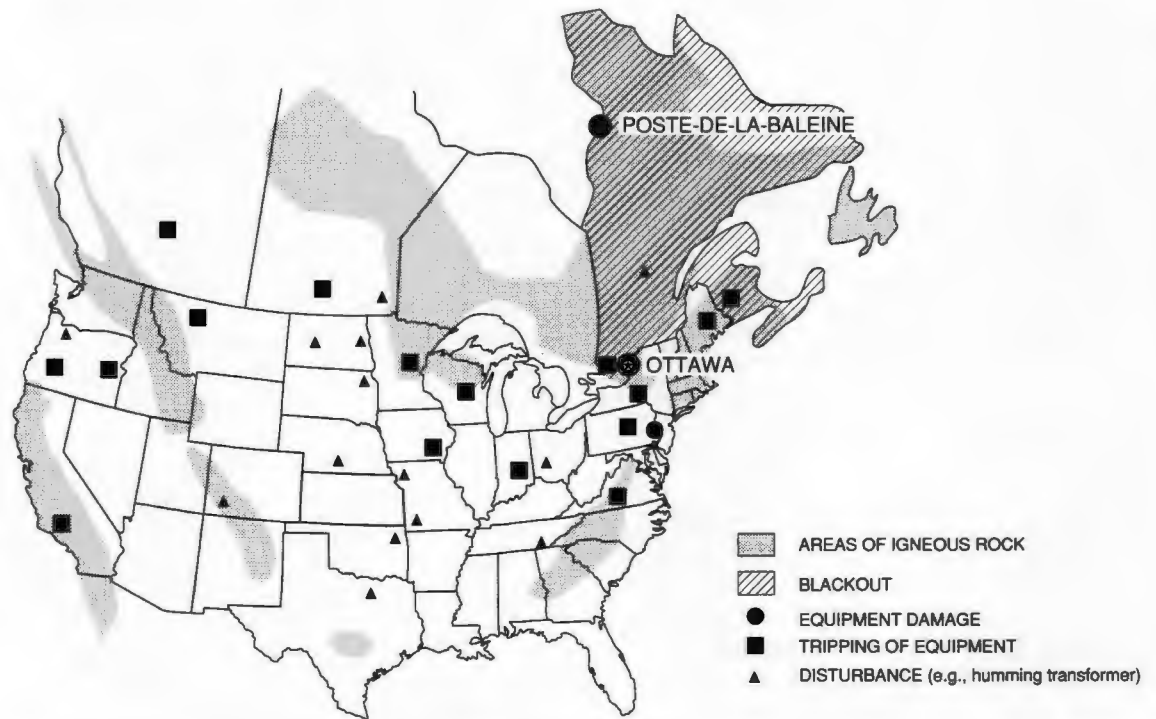 POSTE-DE-LA-BALEINE
OTTAWA
AREAS OF IGNEOUS ROCK
BLACKOUT
EQUIPMENT DAMAGE
TRIPPING OF EQUIPMENT
DISTURBANCE (e.g., humming transformer)